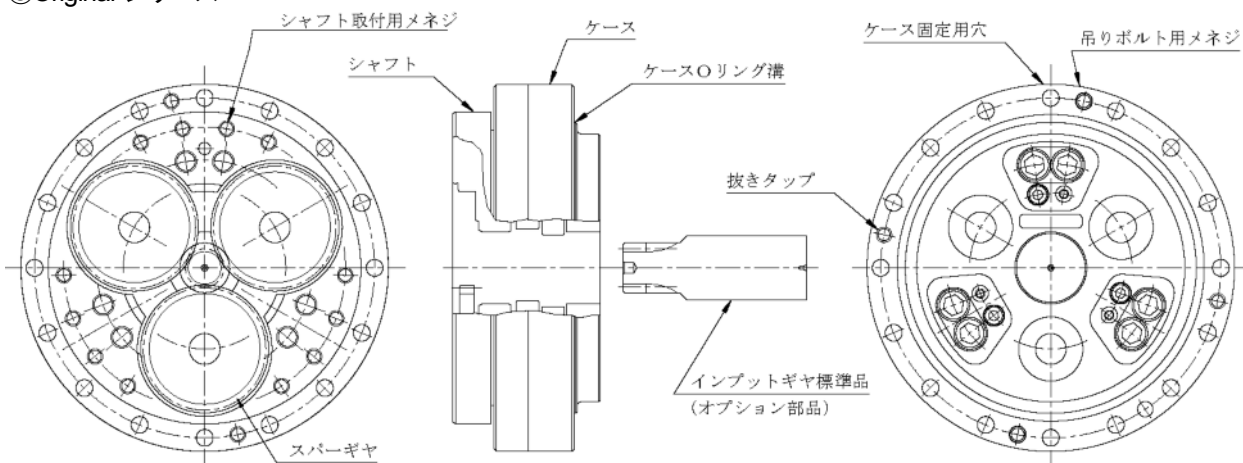 シャフト取付用メネジ
ケース
シャフト
ケースOリング溝
ケース固定用穴
吊りボルト用メネジ
抜きタップ
インプットギヤ標準品
(オプション部品)
スパーギヤ